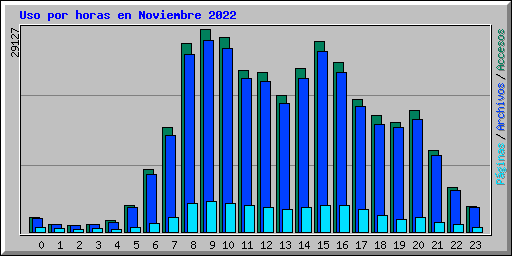 Uso por horas en Noviembre 2022
29127
Páginas / Archivos / Accesos
0 1 2 3 4 5 6 7 8 9 10 11 12 13 14 15 16 17 18 19 20 21 22 23